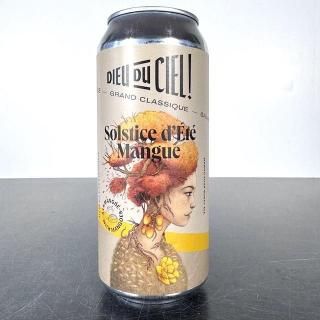 DIEU DU CIEL!
GRAND CLASSIQUE
Solstice d'Été
Mangue